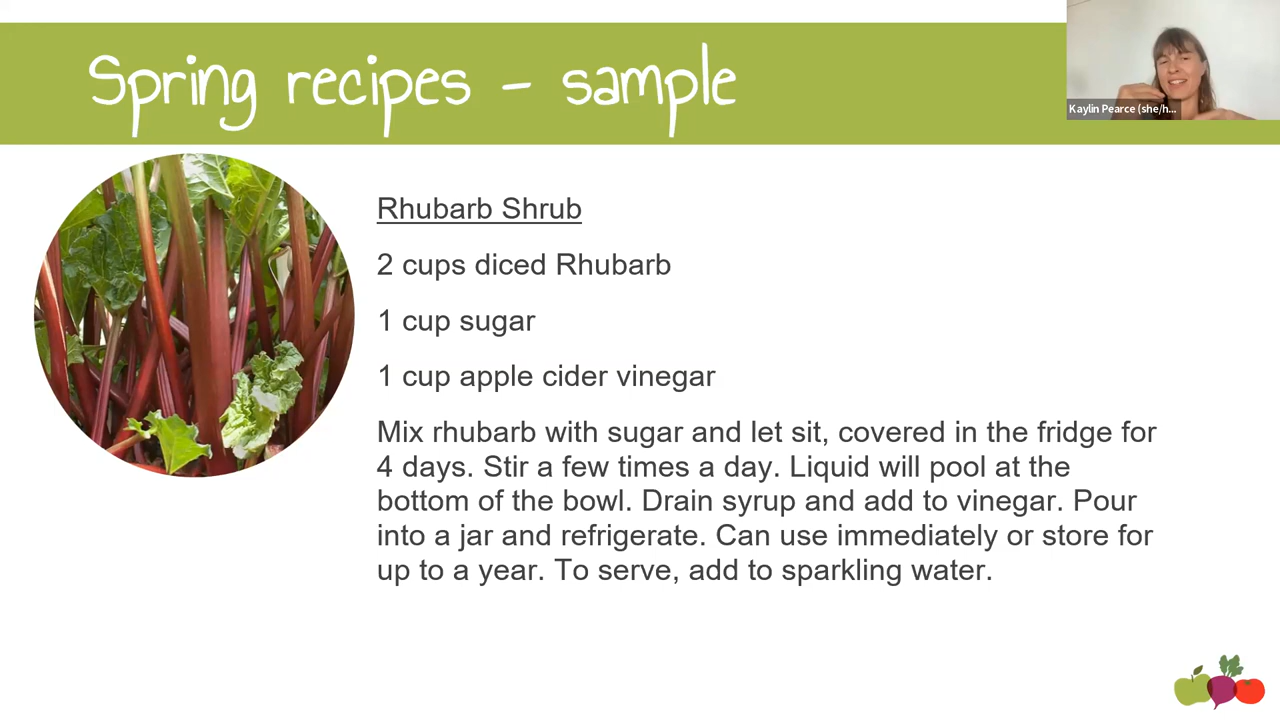 Spring recipes - sample
Kaylin Pearce (she/h...
Rhubarb Shrub
2 cups diced Rhubarb
1 cup sugar
1 cup apple cider vinegar
Mix rhubarb with sugar and let sit, covered in the fridge for
4 days. Stir a few times a day. Liquid will pool at the
bottom of the bowl. Drain syrup and add to vinegar. Pour
into a jar and refrigerate. Can use immediately or store for
up to a year. To serve, add to sparkling water.